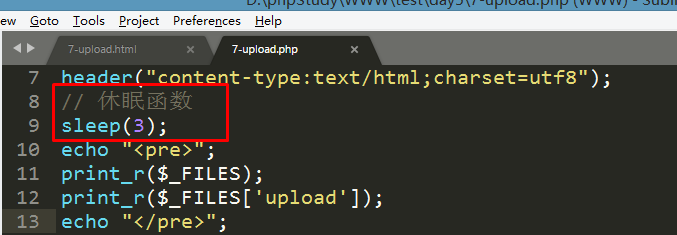 D:\phpStudy\WWW\test\day5\7-upload.php (WWW) - Subli
iew Goto Tools Project Preferences Help
7-upload.html × 7-upload.php ×
7 header("content-type:text/html;charset=utf8");
8 // 休眠函数
9 sleep(3);
10 echo "<pre>";
11 print_r($_FILES);
12 print_r($_FILES['upload']);
13 echo "</pre>";